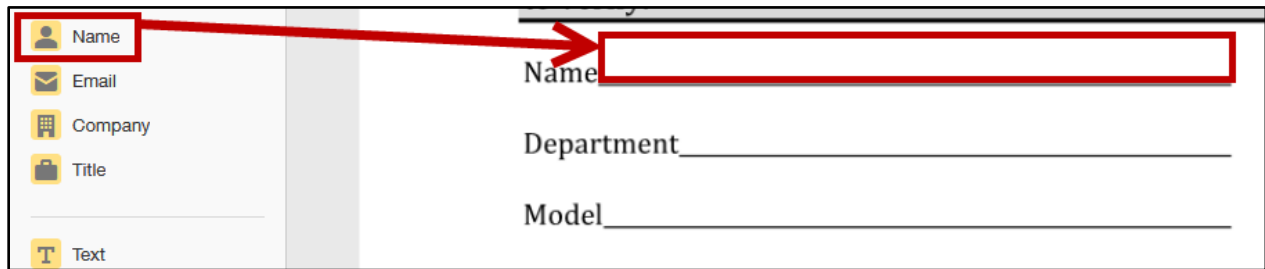 Name
Email
Company
Title
Text
Name
Department
Model